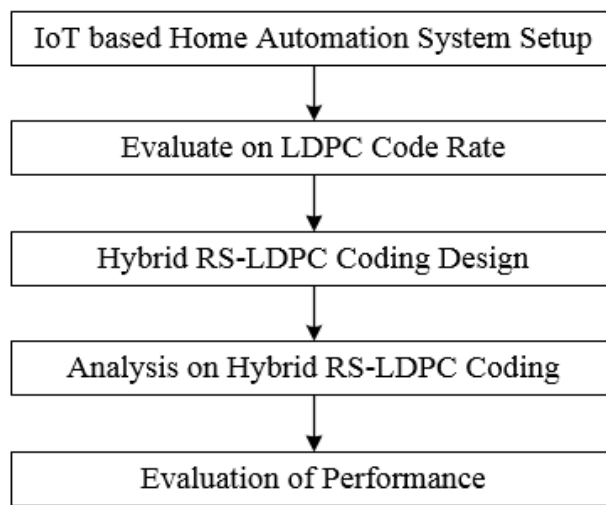 IoT based Home Automation System Setup
Evaluate on LDPC Code Rate
Hybrid RS-LDPC Coding Design
Analysis on Hybrid RS-LDPC Coding
Evaluation of Performance